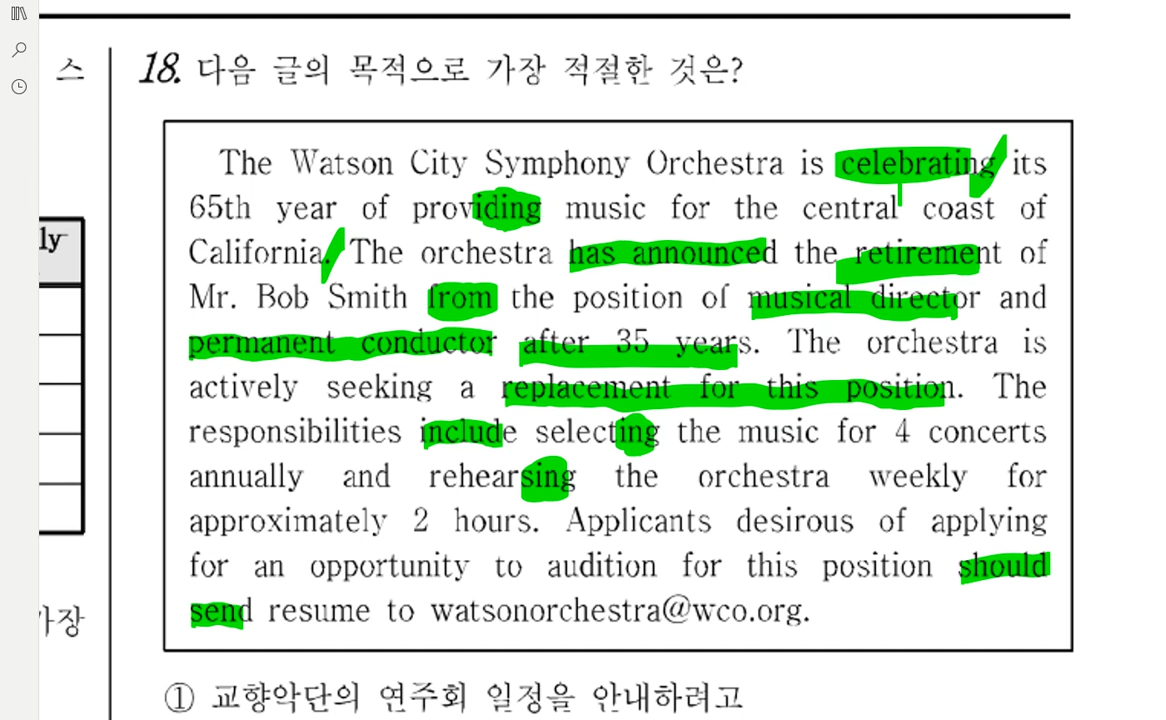 스
18. 다음 글의 목적으로 가장 적절한 것은?
The Watson City Symphony Orchestra is celebrating its
65th year of providing music for the central coast of
ly
California. The orchestra has announced the retirement of
Mr. Bob Smith from the position of musical director and
permanent conductor after 35 years. The orchestra is
actively seeking a replacement for this position. The
responsibilities include selecting the music for 4 concerts
annually and rehearsing the orchestra weekly for
approximately 2 hours. Applicants desirous of applying
for an opportunity to audition for this position should
send resume to watsonorchestra@wco.org.
가장
① 교향악단의 연주회 일정을 안내하려고